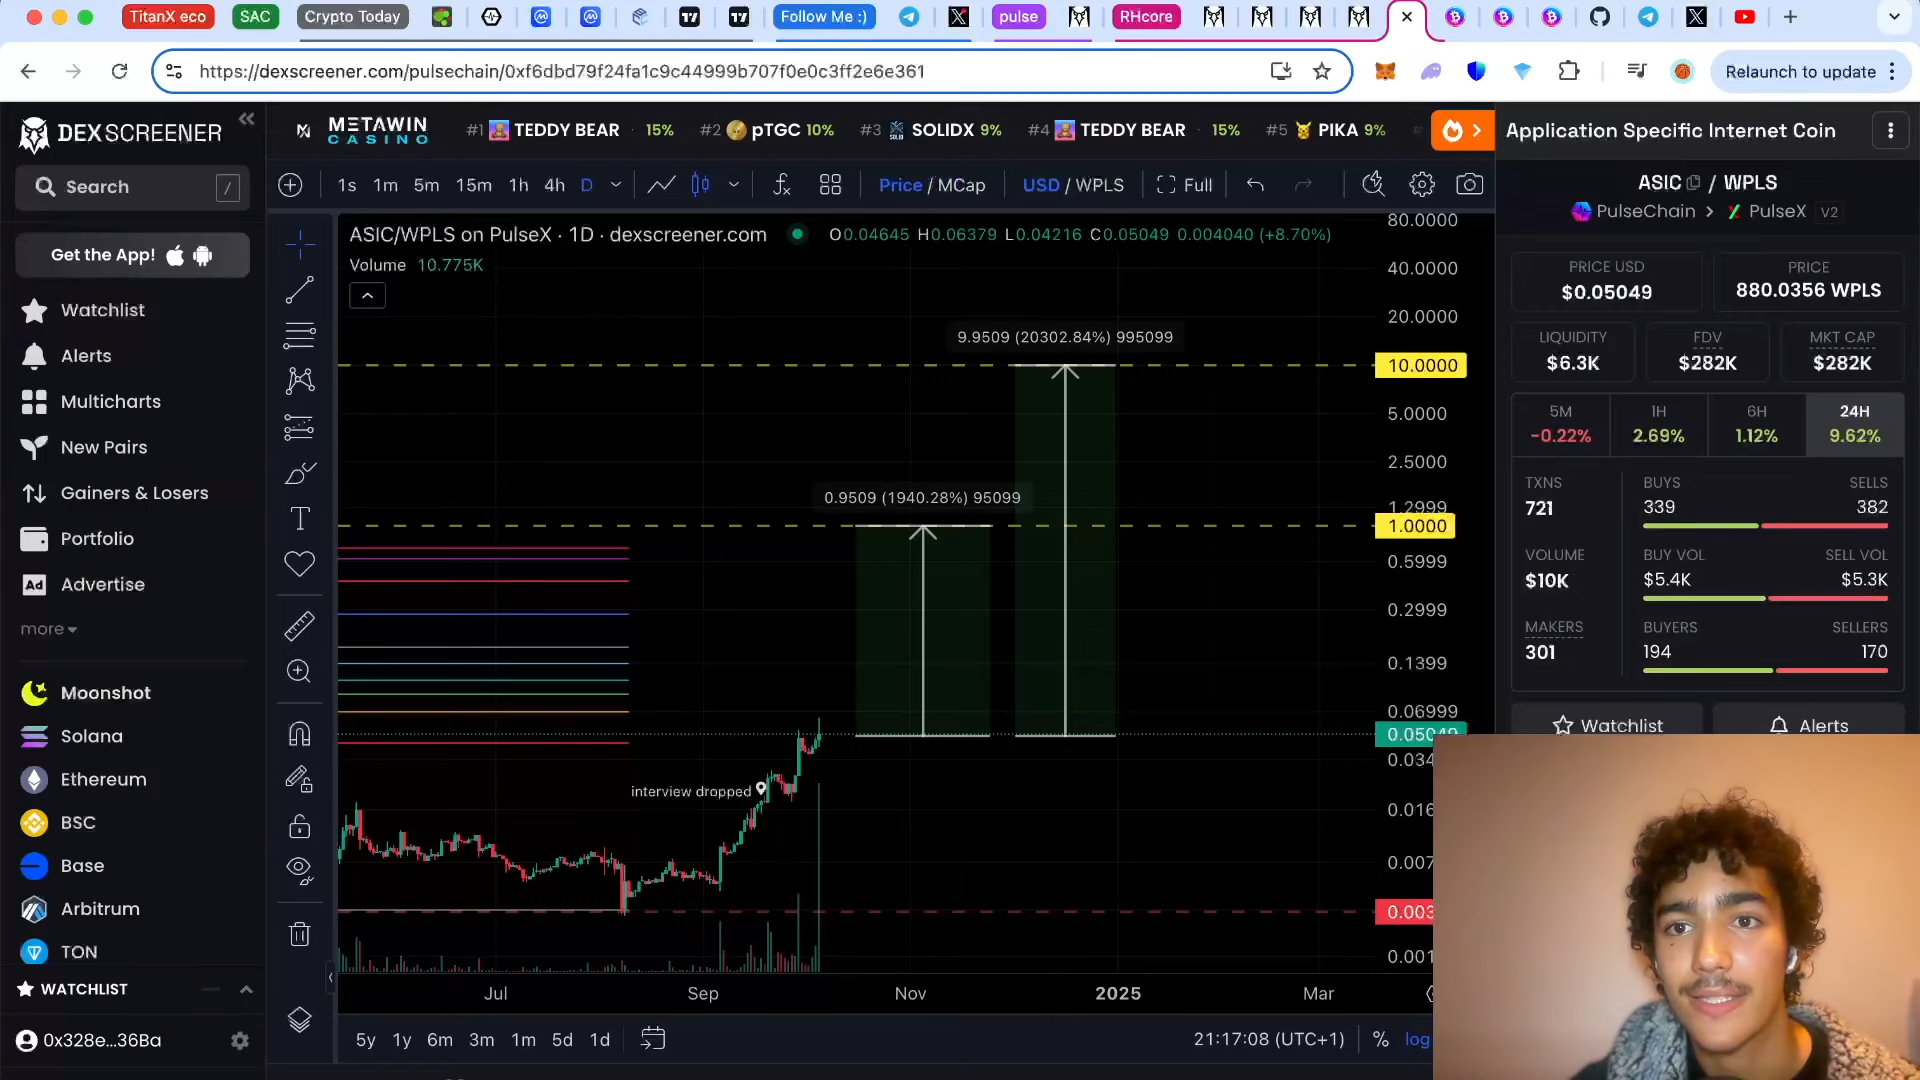 TitanX eco
SAC
Crypto Today
Follow Me :)
pulse
RHcore
https://dexscreener.com/pulsechain/0xf6dbd79f24fa1c9c44999b707f0e0c3ff2e6e361
Relaunch to update
DEXSCREENER
Search
/
Get the App!
Watchlist
Alerts
Multicharts
New Pairs
Gainers & Losers
Portfolio
Ad
Advertise
more
Moonshot
Solana
Ethereum
BSC
Base
Arbitrum
TON
WATCHLIST
0x328e...36Ba
METAWIN
CASINO
#1 TEDDY BEAR · 15%
#2 pTGC 10%
#3 SOLIDX 9%
#4 TEDDY BEAR · 15%
#5 PIKA 9%
1s 1m 5m 15m 1h 4h D
Price / MCap
USD / WPLS
Full
ASIC/WPLS on PulseX · 1D · dexscreener.com
O0.04645 H0.06379 L0.04216 C0.05049 0.004040 (+8.70%)
Volume 10.775K
9.9509 (20302.84%) 995099
0.9509 (1940.28%) 95099
interview dropped
80.0000
40.0000
20.0000
10.0000
5.0000
2.5000
1.2999
1.0000
0.5999
0.2999
0.1399
0.06999
0.05049
0.034
0.016
0.007
0.003
0.001
Jul Sep Nov 2025 Mar
5y 1y 6m 3m 1m 5d 1d
21:17:08 (UTC+1)
%
log
Application Specific Internet Coin
ASIC / WPLS
PulseChain > PulseX V2
PRICE USD
$0.05049
PRICE
880.0356 WPLS
LIQUIDITY
$6.3K
FDV
$282K
MKT CAP
$282K
5M
-0.22%
1H
2.69%
6H
1.12%
24H
9.62%
TXNS
721
BUYS
339
SELLS
382
VOLUME
$10K
BUY VOL
$5.4K
SELL VOL
$5.3K
MAKERS
301
BUYERS
194
SELLERS
170
Watchlist
Alerts